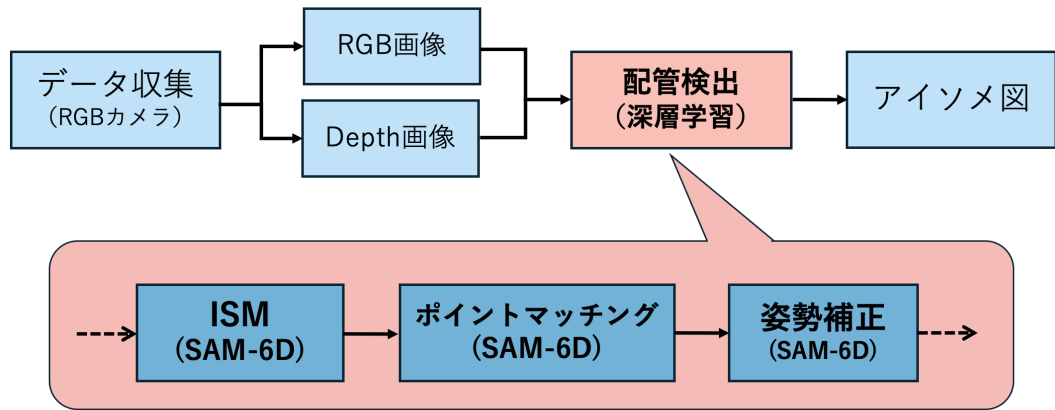 データ収集
(RGBカメラ)
RGB画像
Depth画像
配管検出
(深層学習)
アイソメ図
ISM
(SAM-6D)
ポイントマッチング
(SAM-6D)
姿勢補正
(SAM-6D)